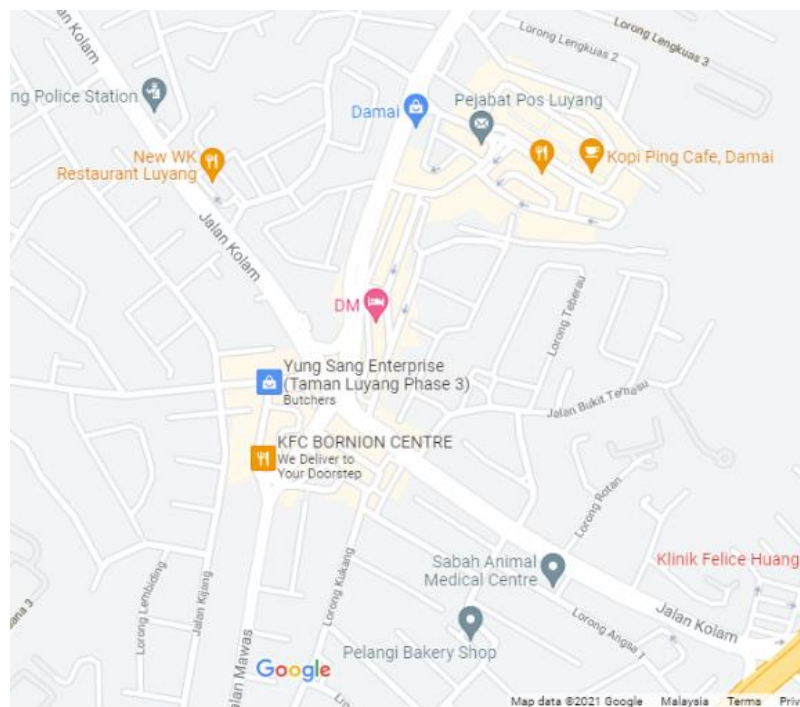 Kolam
Lorong Lengkuas 2
Lorong Lengkuas 3
ng Police Station
Damai
Pejabat Pos Luyang
New WK
Restaurant Luyang
Kopi Ping Cafe, Damai
Jalan Kolam
DM
Lorong Teberau
Yung Sang Enterprise
(Taman Luyang Phase 3)
Butchers
Jalan Bukit Temasu
KFC BORNION CENTRE
We Deliver to
Your Doorstep
Lorong Rotan
Sabah Animal
Medical Centre
Klinik Felice Huang
Lorong Kukang
Lorong Lembiding
Jalan Kijang
Jalan Kolam
Lorong Angsa 1
Pelangi Bakery Shop
Jalan Mawas
Google
Map data ©2021 Google Malaysia Terms Priv